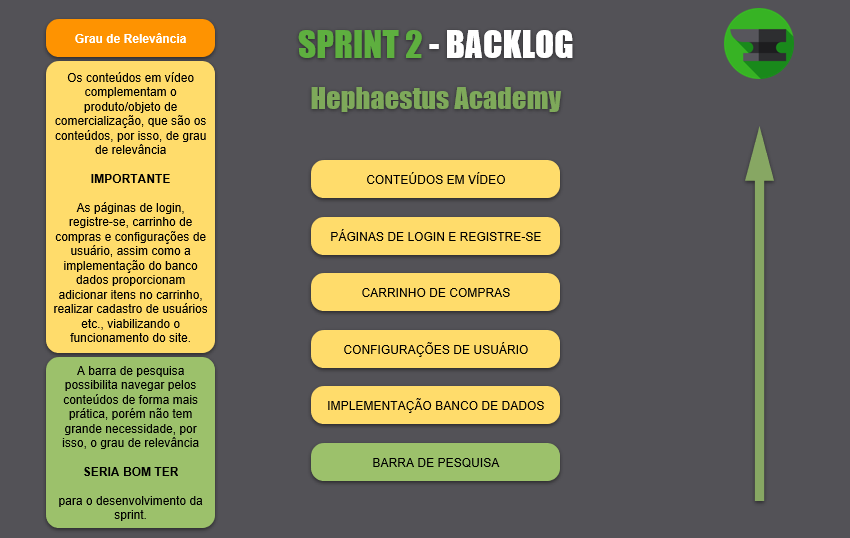 Grau de Relevância
Os conteúdos em vídeo
complementam o
produto/objeto de
comercialização, que são os
conteúdos, por isso, de grau
de relevância
IMPORTANTE
As páginas de login,
registre-se, carrinho de
compras e configurações de
usuário, assim como a
implementação do banco
dados proporcionam
adicionar itens no carrinho,
realizar cadastro de usuários
etc., viabilizando o
funcionamento do site.
A barra de pesquisa
possibilita navegar pelos
conteúdos de forma mais
prática, porém não tem
grande necessidade, por
isso, o grau de relevância
SERIA BOM TER
para o desenvolvimento da
sprint.
SPRINT 2 - BACKLOG
Hephaestus Academy
CONTEÚDOS EM VÍDEO
PÁGINAS DE LOGIN E REGISTRE-SE
CARRINHO DE COMPRAS
CONFIGURAÇÕES DE USUÁRIO
IMPLEMENTAÇÃO BANCO DE DADOS
BARRA DE PESQUISA